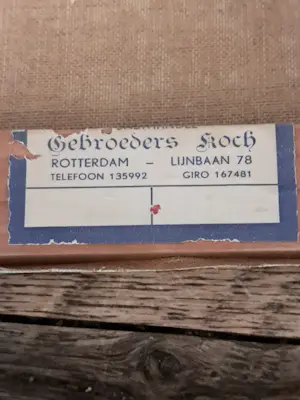 Gebroeders Koch
ROTTERDAM – LIJNBAAN 78
TELEFOON 135992 GIRO 167481